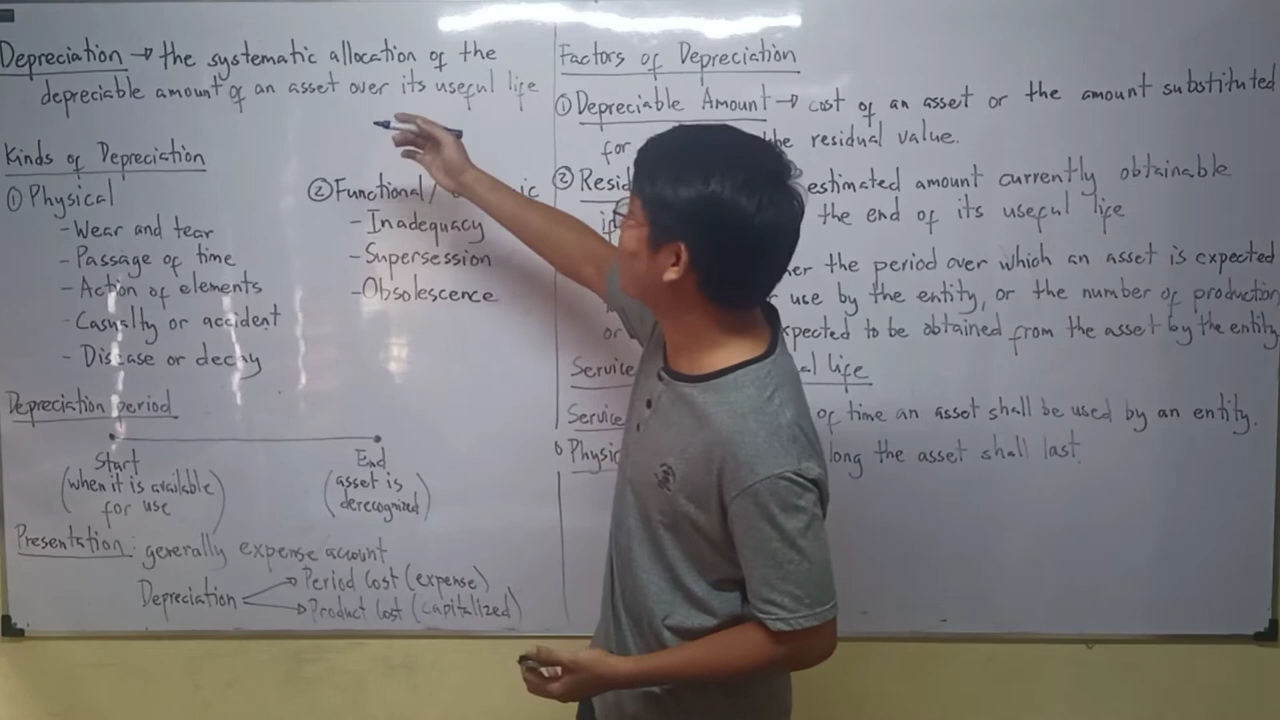 Depreciation → the systematic allocation of the
depreciable amount of an asset over its useful life
Kinds of Depreciation
① Physical
- Wear and tear
- Passage of time
- Action of elements
- Casualty or accident
- Disease or decay
② Functional/
- Inadequacy
- Supersession
- Obsolescence
Depreciation period
Start
(when it is available
for use)
End
(asset is
derecognized)
Presentation: generally expense account
Depreciation
→ Period Cost (expense)
→ Product Cost (capitalized)
Factors of Depreciation
① Depreciable Amount → cost of an asset or the amount substituted
for the residual value.
② estimated amount currently obtainable
if the end of its useful life
the period over which an asset is expected
use by the entity, or the number of production
or to be obtained from the asset by the entity
Service life
Service of time an asset shall be used by an entity.
long the asset shall last.